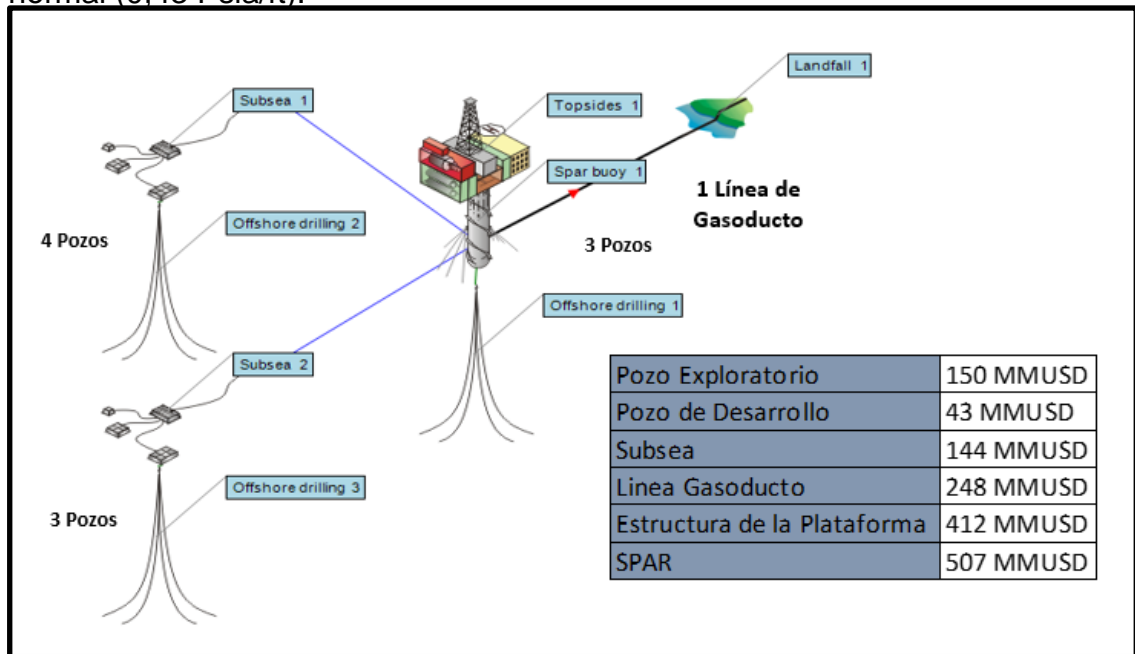 Landfall 1
Subsea 1
Topsides 1
Spar buoy 1
1 Línea de
Gasoducto
Offshore drilling 2
4 Pozos
3 Pozos
Offshore drilling 1
Subsea 2
Pozo Exploratorio 150 MMUSD
Pozo de Desarrollo 43 MMUSD
Subsea 144 MMUSD
Linea Gasoducto 248 MMUSD
Estructura de la Plataforma 412 MMUSD
SPAR 507 MMUSD
Offshore drilling 3
3 Pozos